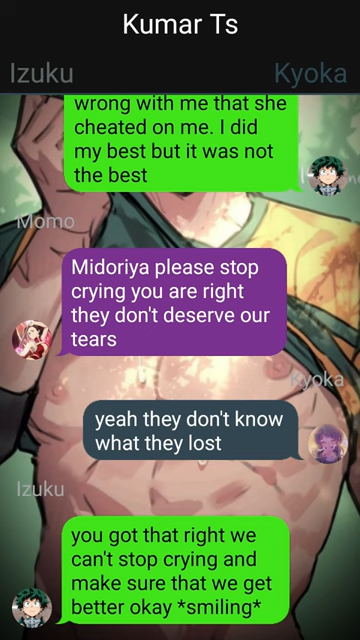 Kumar Ts
Izuku
Kyoka
wrong with me that she
cheated on me. I did
my best but it was not
the best
Momo
Midoriya please stop
crying you are right
they don't deserve our
tears
Kyoka
yeah they don't know
what they lost
Izuku
you got that right we
can't stop crying and
make sure that we get
better okay *smiling*